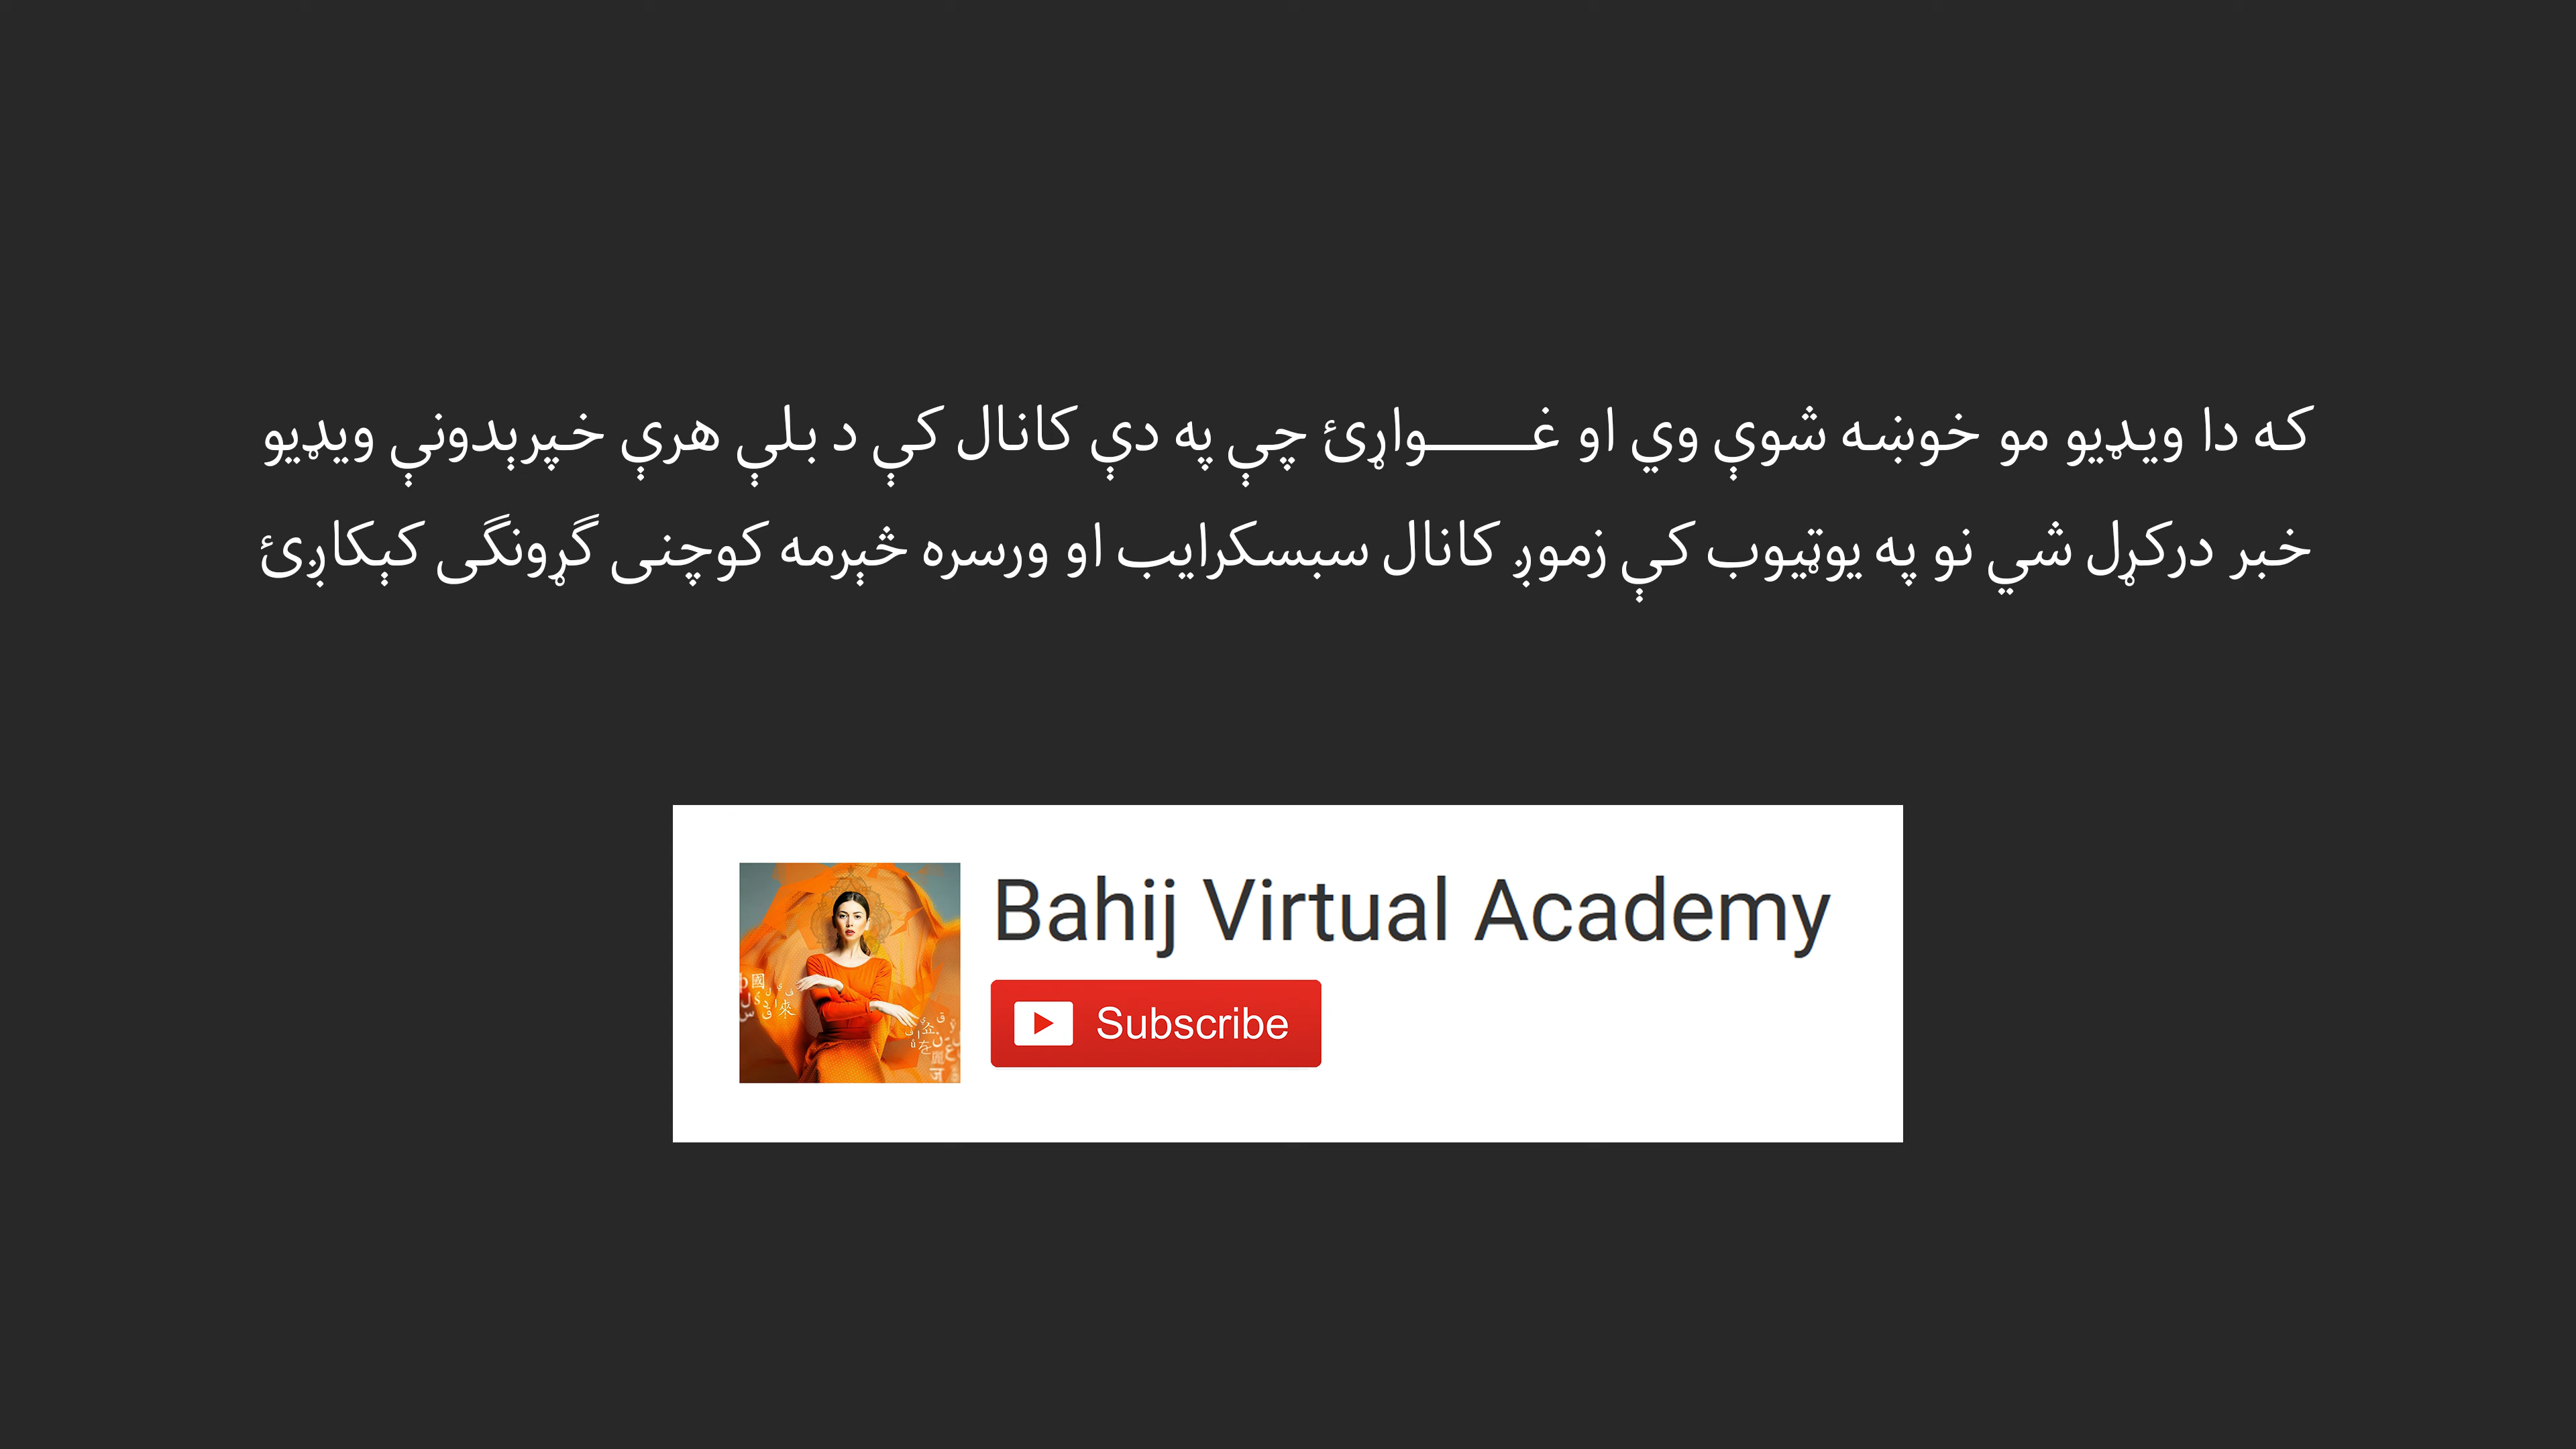 که دا ویډیو مو خوښه شوې وي او غـــــواړئ چې په دې کانال کې د بلې هرې خپرېدونې ویډیو
خبر درکړل شي نو په یوټیوب کې زموږ کانال سبسکرایب او ورسره څېرمه کوچنی ګړونګی کېکاږئ
Bahij Virtual Academy
Subscribe